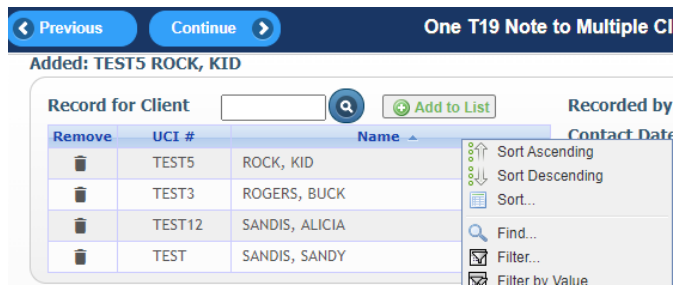 Previous Continue One T19 Note to Multiple Cl
Added: TEST5 ROCK, KID
Record for Client Add to List Recorded by
Remove UCI # Name Contact Date
TEST5 ROCK, KID
TEST3 ROGERS, BUCK
TEST12 SANDIS, ALICIA
TEST SANDIS, SANDY
Sort Ascending
Sort Descending
Sort...
Find...
Filter...
Filter by Value